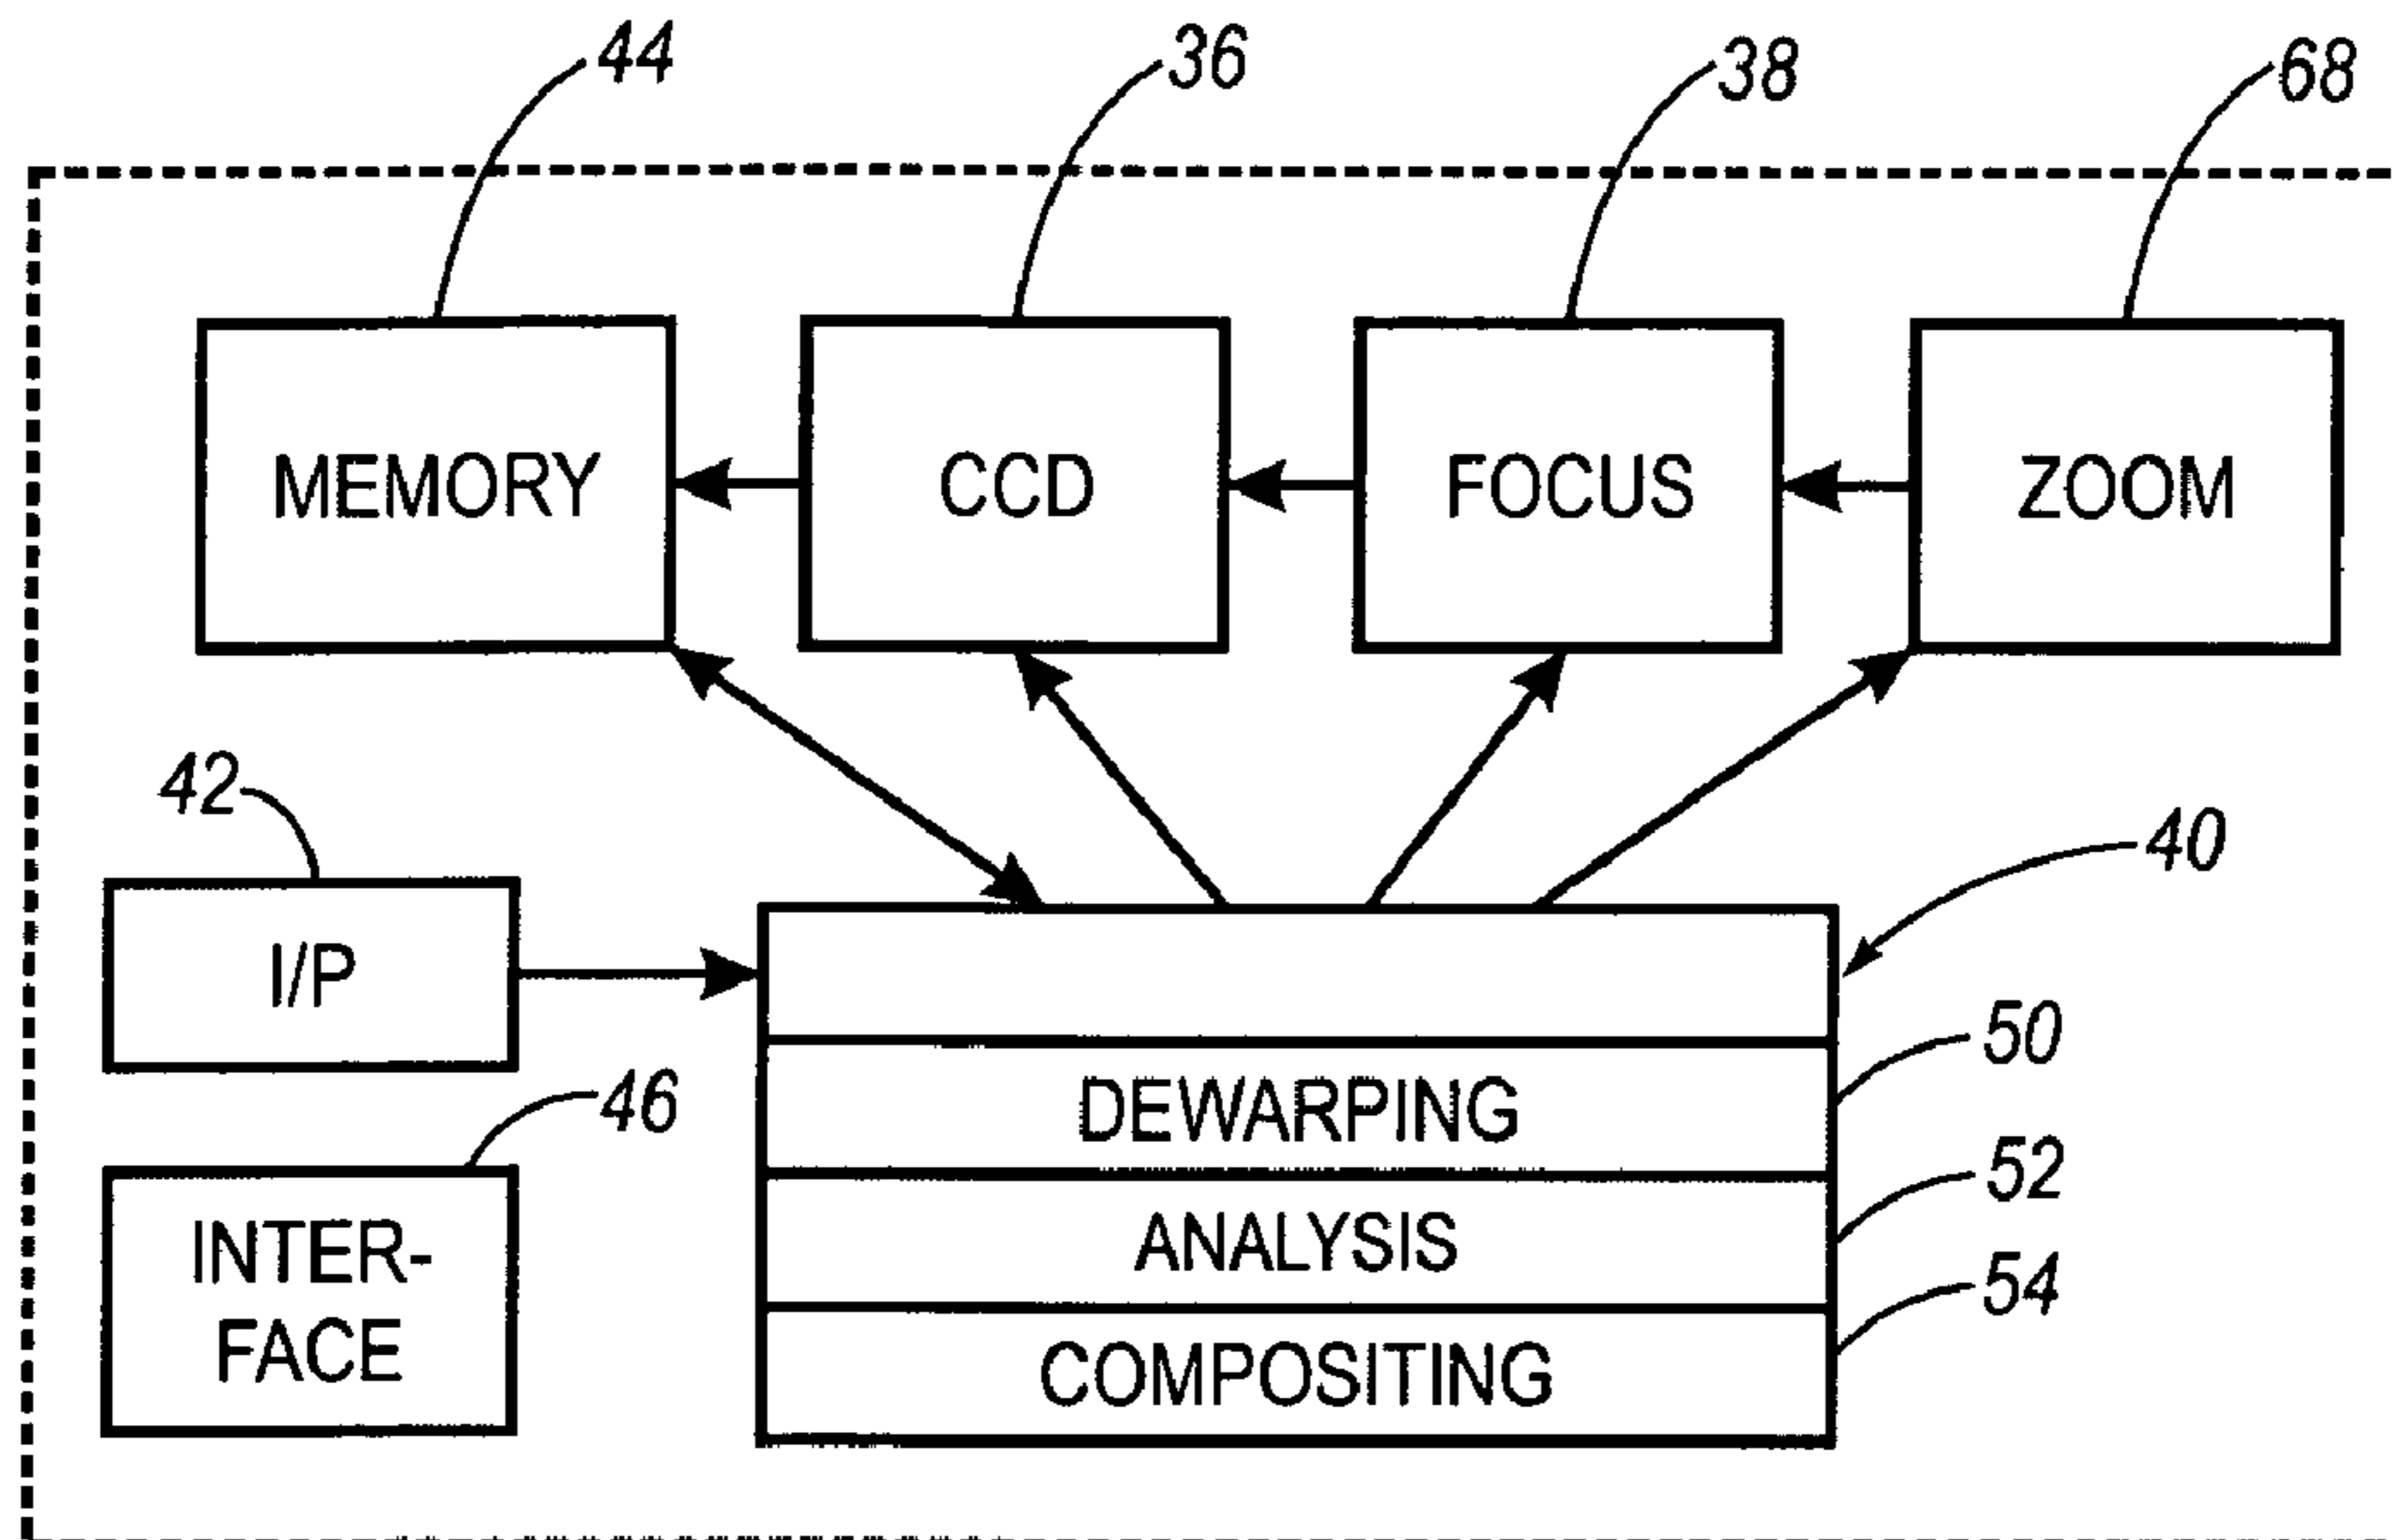 44
36
38
68
MEMORY
CCD
FOCUS
ZOOM
42
40
I/P
50
DEWARPING
46
52
ANALYSIS
INTER-
FACE
54
COMPOSITING